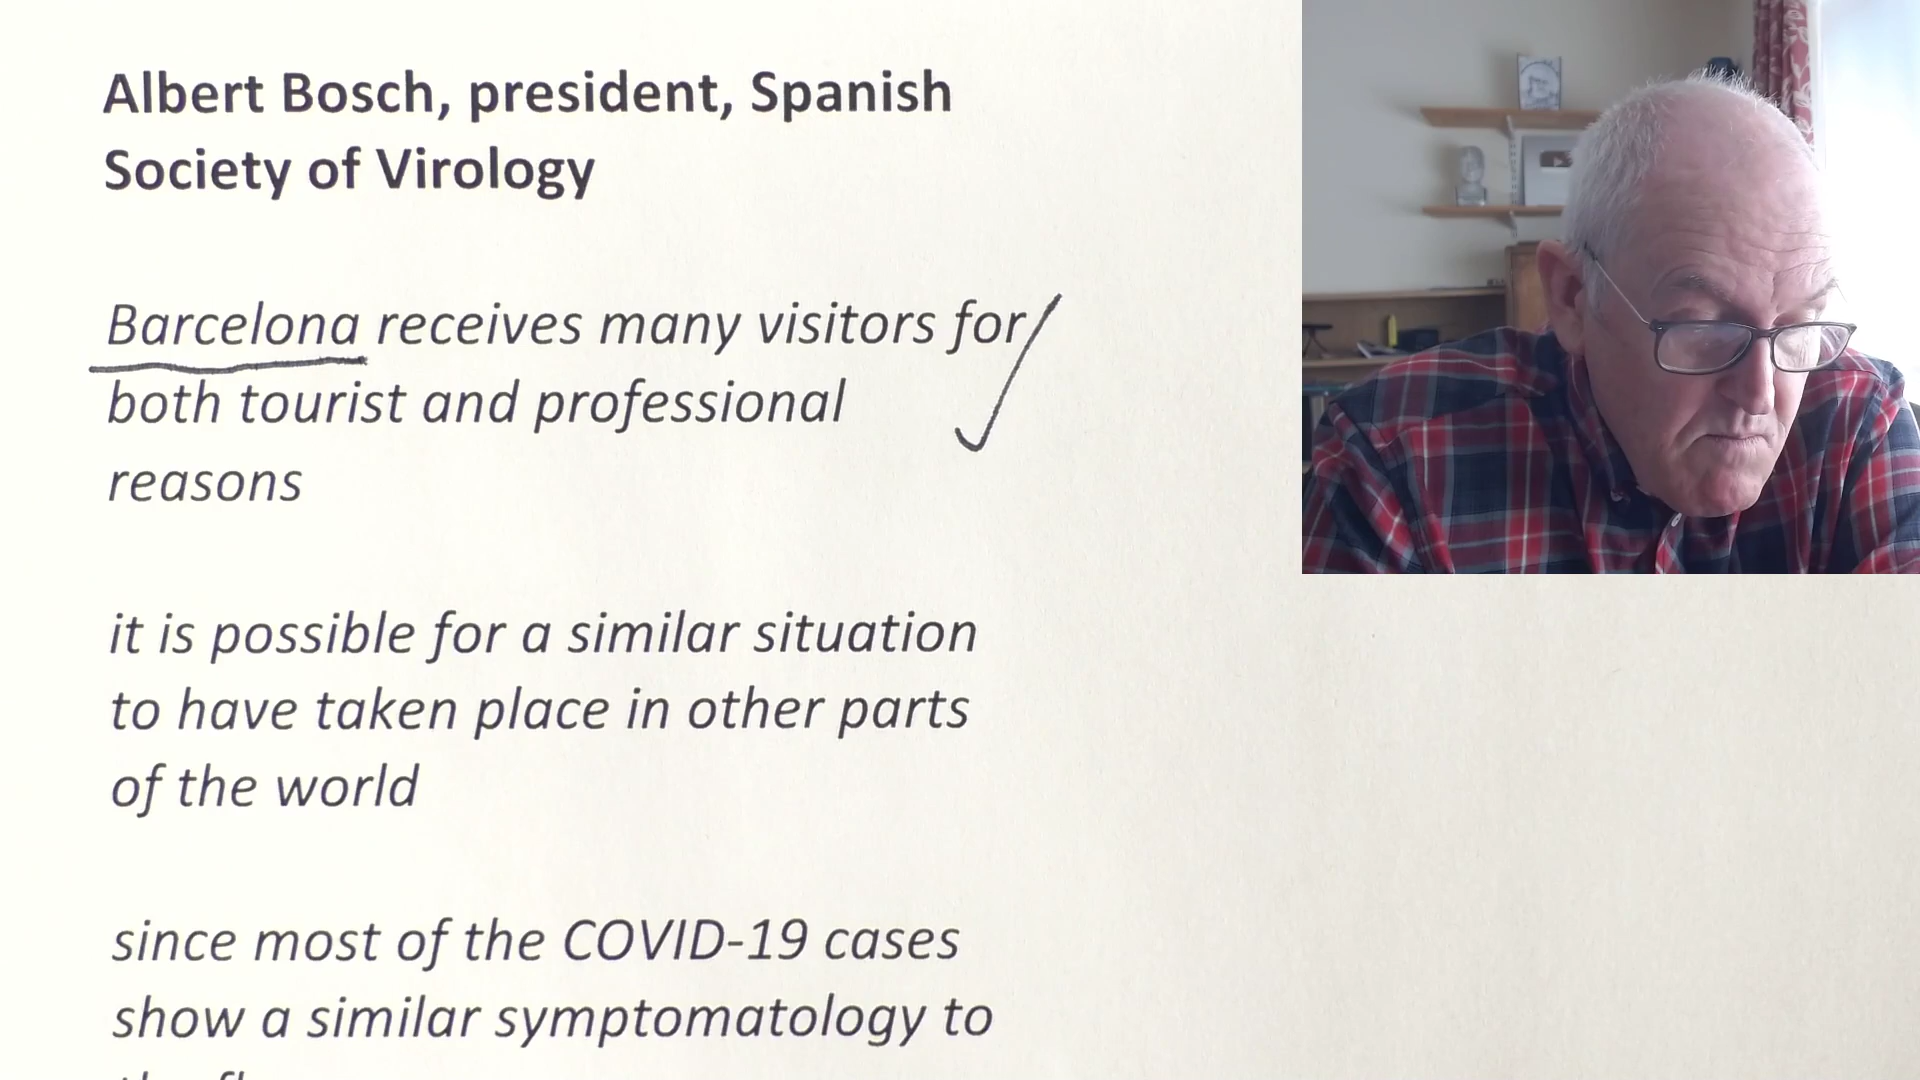 Albert Bosch, president, Spanish
Society of Virology
Barcelona receives many visitors for
both tourist and professional
reasons
it is possible for a similar situation
to have taken place in other parts
of the world
since most of the COVID-19 cases
show a similar symptomatology to